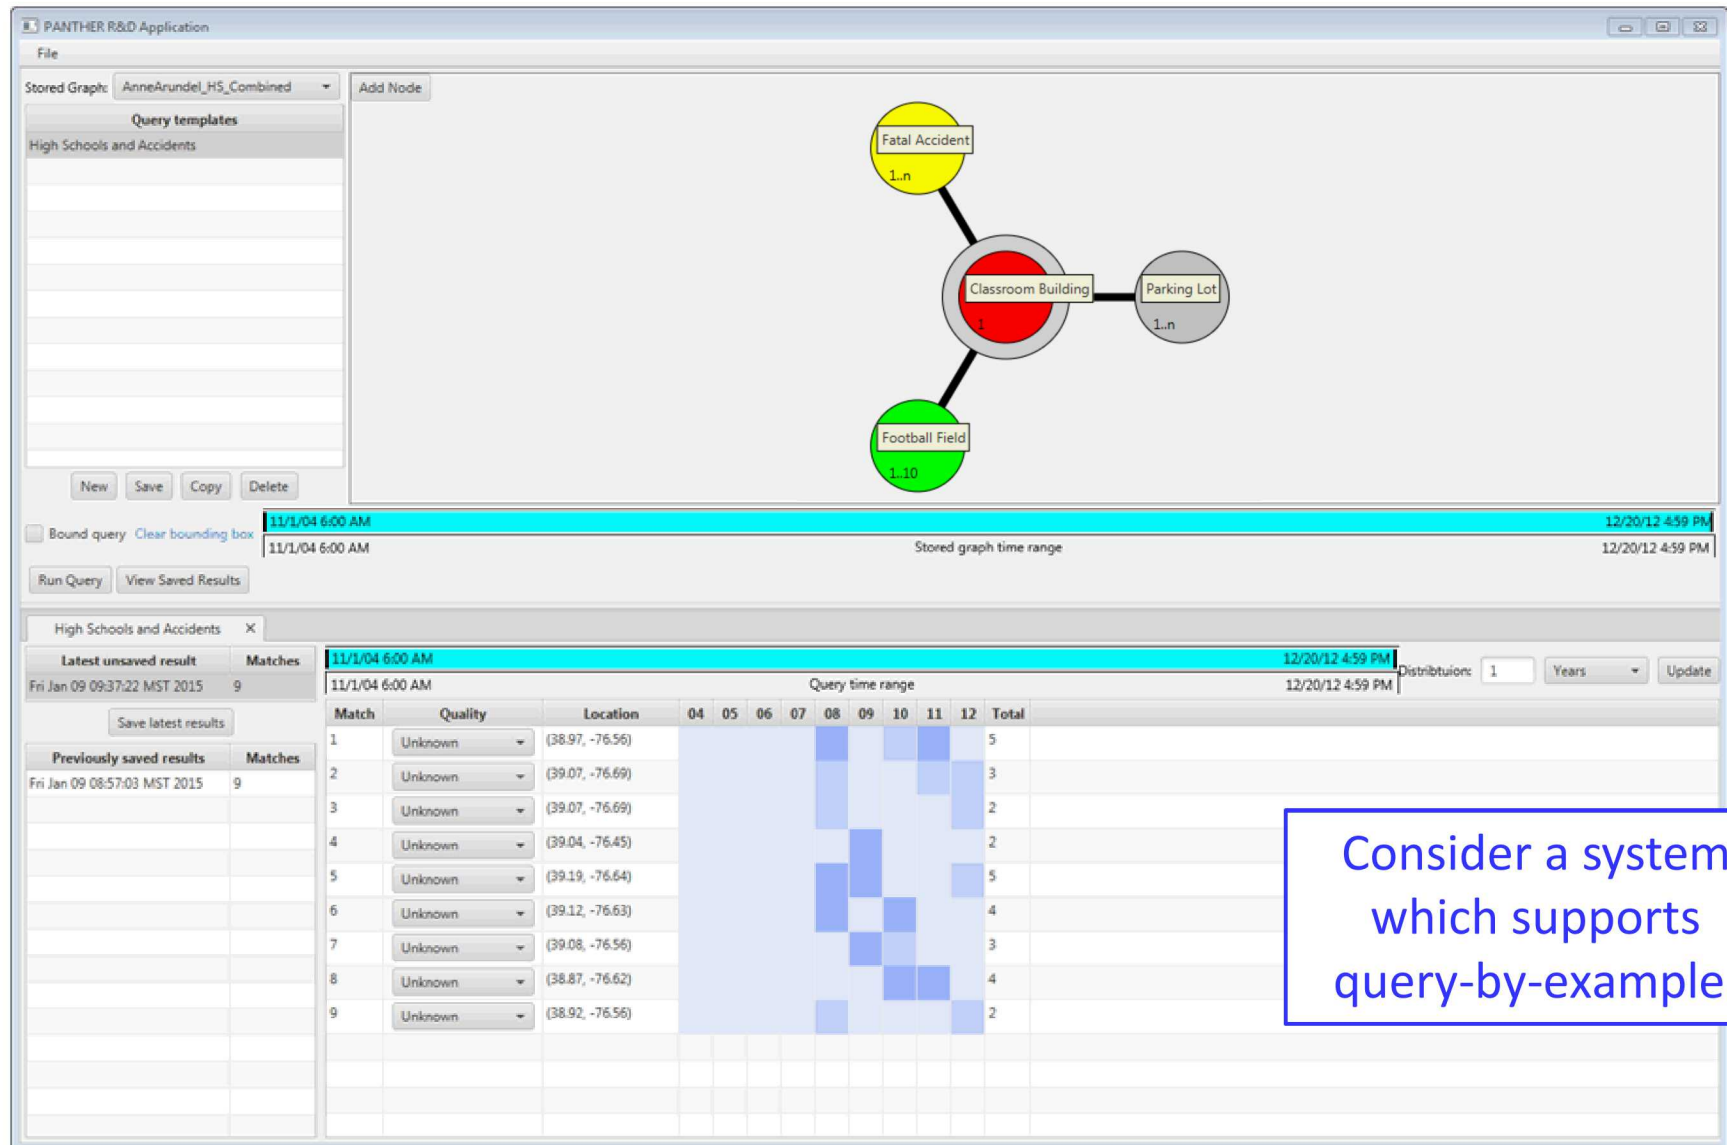 PANTHER R&D Application
File
Stored Graph: AnneArundel_HS_Combined
Query templates
High Schools and Accidents
New Save Copy Delete
Add Node
Fatal Accident
1..n
Classroom Building
1
Parking Lot
1..n
Football Field
1..10
Bound query Clear bounding box
11/1/04 6:00 AM 12/20/12 4:59 PM
11/1/04 6:00 AM Stored graph time range 12/20/12 4:59 PM
Run Query View Saved Results
High Schools and Accidents X
Latest unsaved result Matches
Fri Jan 09 09:37:22 MST 2015 9
Save latest results
Previously saved results Matches
Fri Jan 09 08:57:03 MST 2015 9
11/1/04 6:00 AM 12/20/12 4:59 PM
11/1/04 6:00 AM Query time range 12/20/12 4:59 PM
Distribtuion: 1 Years Update
Match Quality Location 04 05 06 07 08 09 10 11 12 Total
1 Unknown (38.97, -76.56) 5
2 Unknown (39.07, -76.69) 3
3 Unknown (39.07, -76.69) 2
4 Unknown (39.04, -76.45) 2
5 Unknown (39.19, -76.64) 5
6 Unknown (39.12, -76.63) 4
7 Unknown (39.08, -76.56) 3
8 Unknown (38.87, -76.62) 4
9 Unknown (38.92, -76.56) 2
Consider a system
which supports
query-by-example